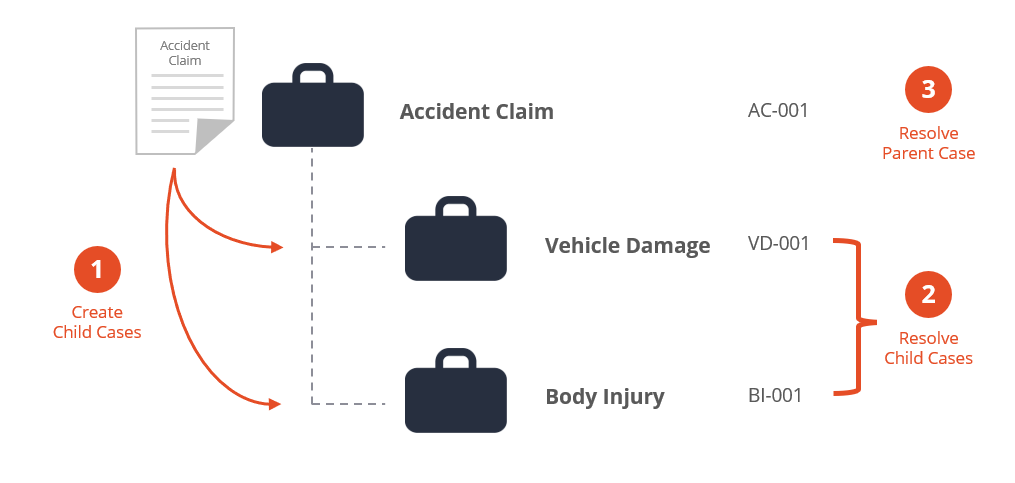 Accident
Claim
Accident Claim
AC-001
3
Resolve
Parent Case
Vehicle Damage
VD-001
1
Create
Child Cases
2
Resolve
Child Cases
Body Injury
BI-001